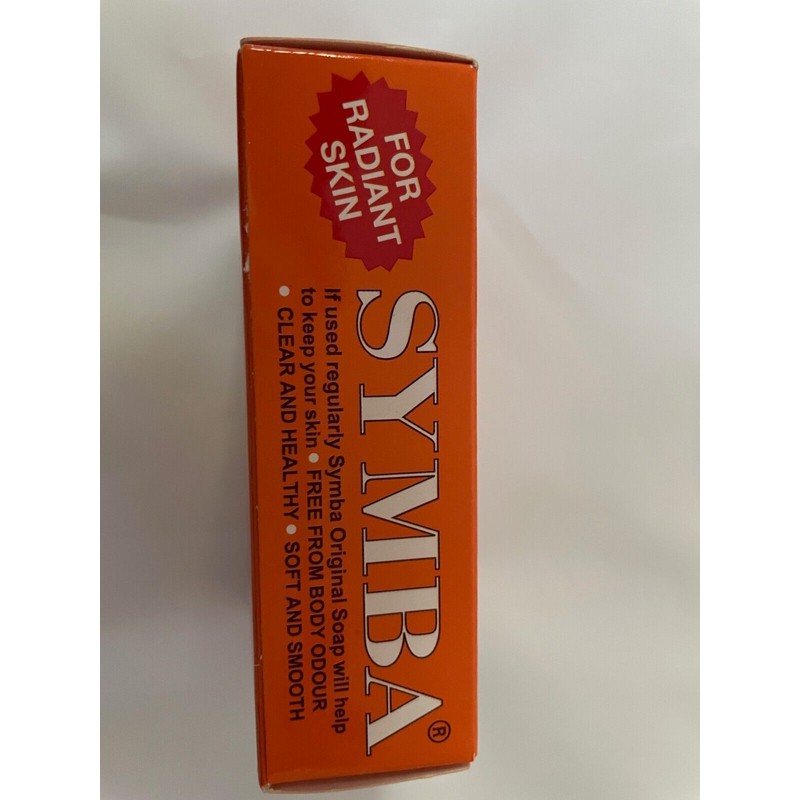 FOR
RADIANT
SKIN
SYMBA®
If used regularly Symba Original Soap will help
to keep your skin • FREE FROM BODY ODOUR
• CLEAR AND HEALTHY • SOFT AND SMOOTH